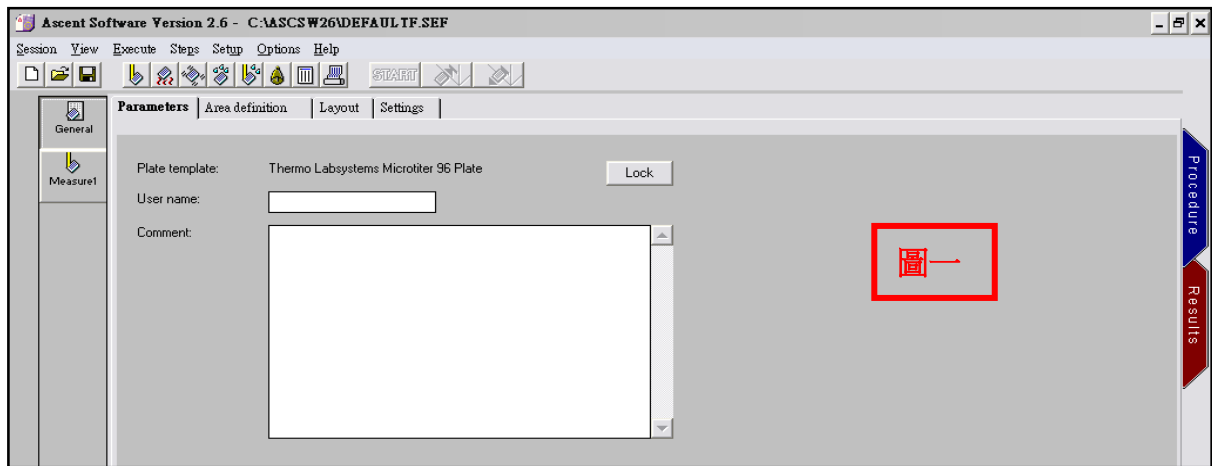 Ascent Software Version 2.6 - C:\ASCSW26\DEFAULTF.SEF
Session View Execute Steps Setup Options Help
START
General
Parameters Area definition Layout Settings
Measure1
Plate template: Thermo Labsystems Microtiter 96 Plate Lock
User name:
Comment:
圖一
Procedure
Results